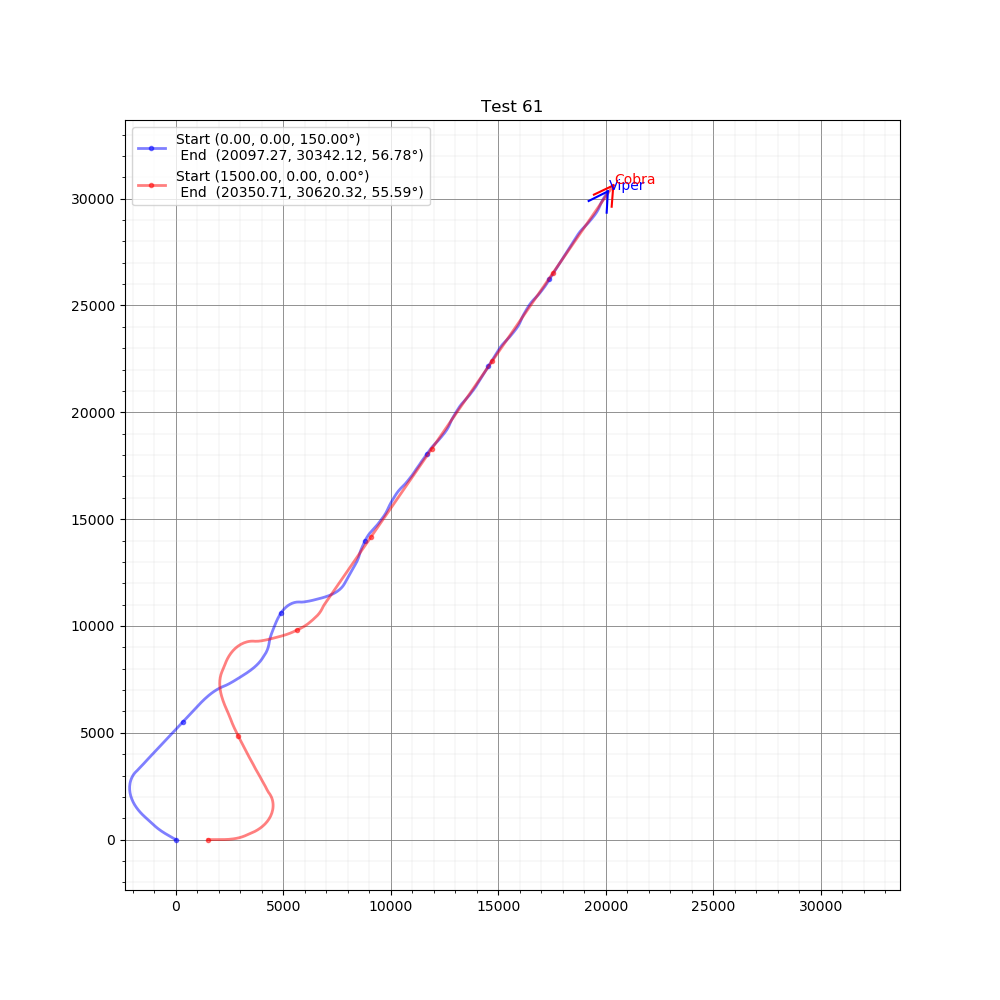 Test 61
Start (0.00, 0.00, 150.00°)
End (20097.27, 30342.12, 56.78°)
Start (1500.00, 0.00, 0.00°)
End (20350.71, 30620.32, 55.59°)
Cobra
Viper
30000
25000
20000
15000
10000
5000
0
0 5000 10000 15000 20000 25000 30000